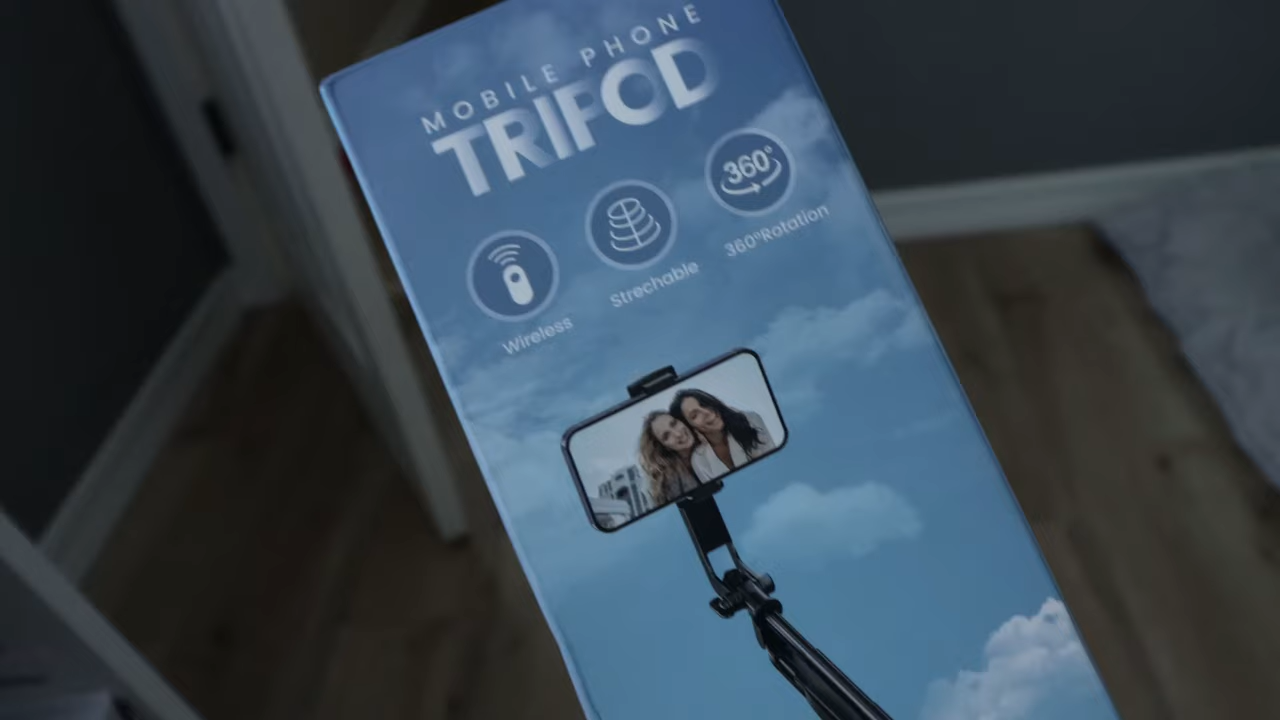 MOBILE PHONE
TRIPOD
360°
Wireless
Strechable
360°Rotation